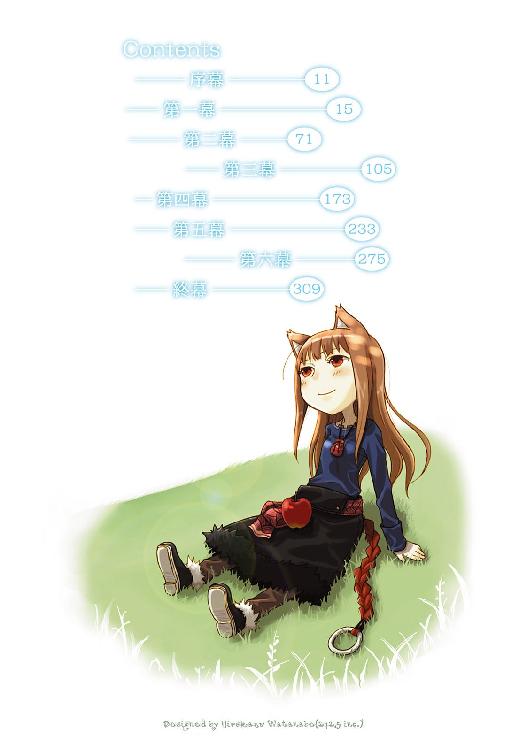 Contents
序幕 11
第一幕 15
第二幕 71
第三幕 105
第四幕 173
第五幕 233
第六幕 275
終幕 309
Designed by Hirokazu Watanabe(2725 inc.)